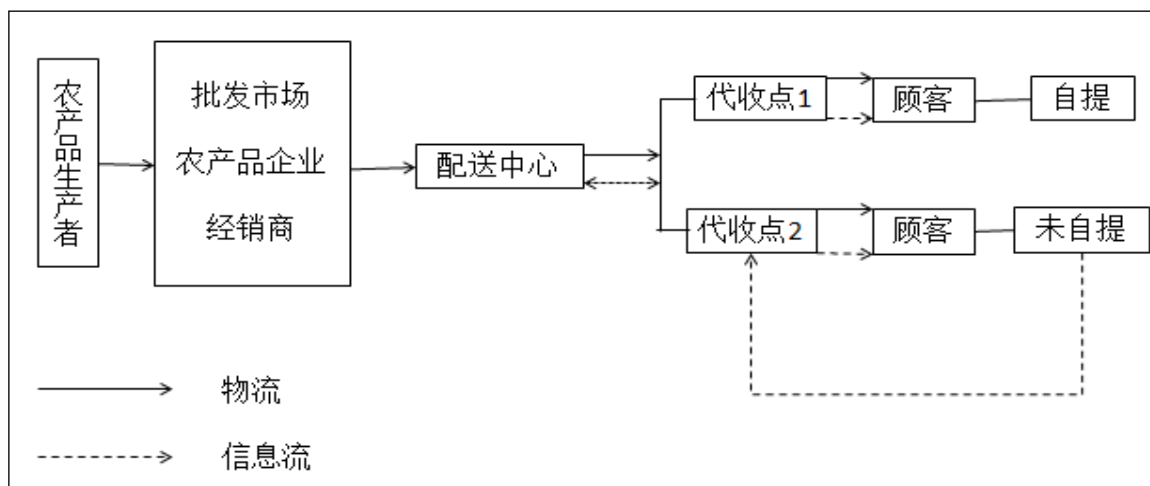 农产品生产者
批发市场
农产品企业
经销商
配送中心
代收点1
顾客
自提
代收点2
顾客
未自提
物流
信息流